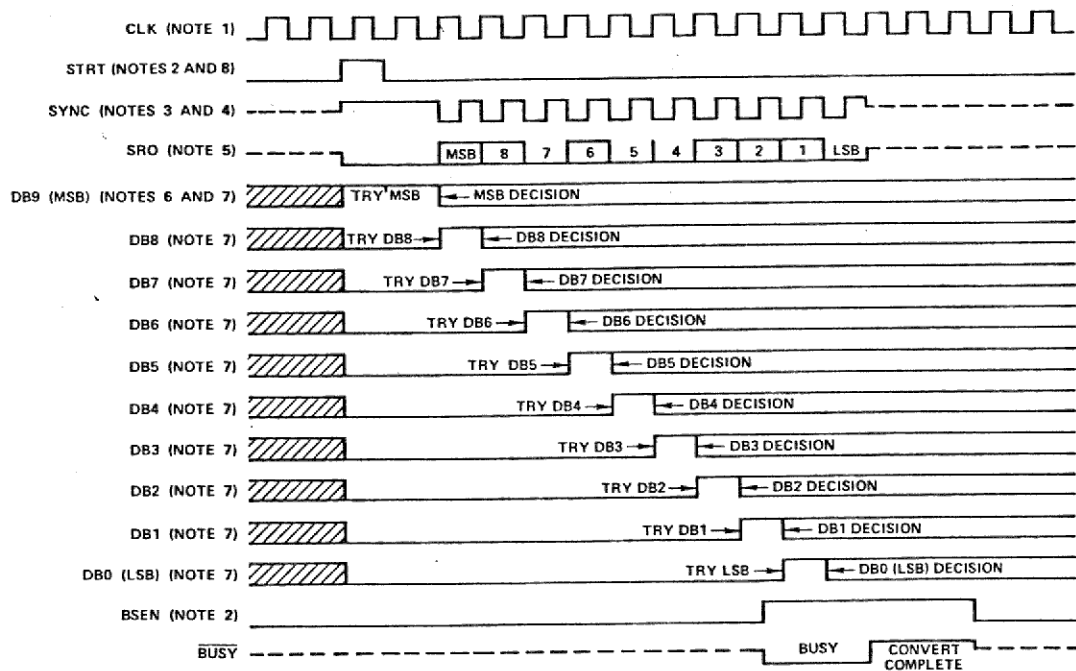 CLK (NOTE 1)
STRT (NOTES 2 AND 8)
SYNC (NOTES 3 AND 4)
SRO (NOTE 5)
MSB 8 7 6 5 4 3 2 1 LSB
DB9 (MSB) (NOTES 6 AND 7)
TRY MSB
MSB DECISION
DB8 (NOTE 7)
TRY DB8
DB8 DECISION
DB7 (NOTE 7)
TRY DB7
DB7 DECISION
DB6 (NOTE 7)
TRY DB6
DB6 DECISION
DB5 (NOTE 7)
TRY DB5
DB5 DECISION
DB4 (NOTE 7)
TRY DB4
DB4 DECISION
DB3 (NOTE 7)
TRY DB3
DB3 DECISION
DB2 (NOTE 7)
TRY DB2
DB2 DECISION
DB1 (NOTE 7)
TRY DB1
DB1 DECISION
DB0 (LSB) (NOTE 7)
TRY LSB
DB0 (LSB) DECISION
BSEN (NOTE 2)
BUSY
BUSY
CONVERT
COMPLETE